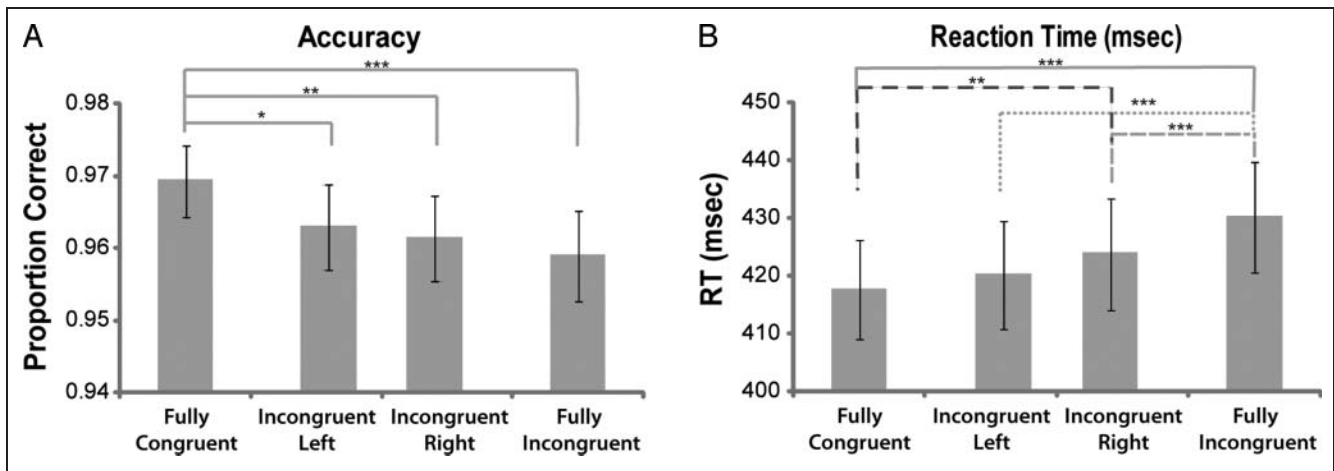 A
Accuracy
***
**
*
0.98
0.97
0.96
0.95
0.94
Proportion Correct
Fully
Congruent
Incongruent
Left
Incongruent
Right
Fully
Incongruent
B
Reaction Time (msec)
***
**
***
***
450
440
430
420
410
400
RT (msec)
Fully
Congruent
Incongruent
Left
Incongruent
Right
Fully
Incongruent